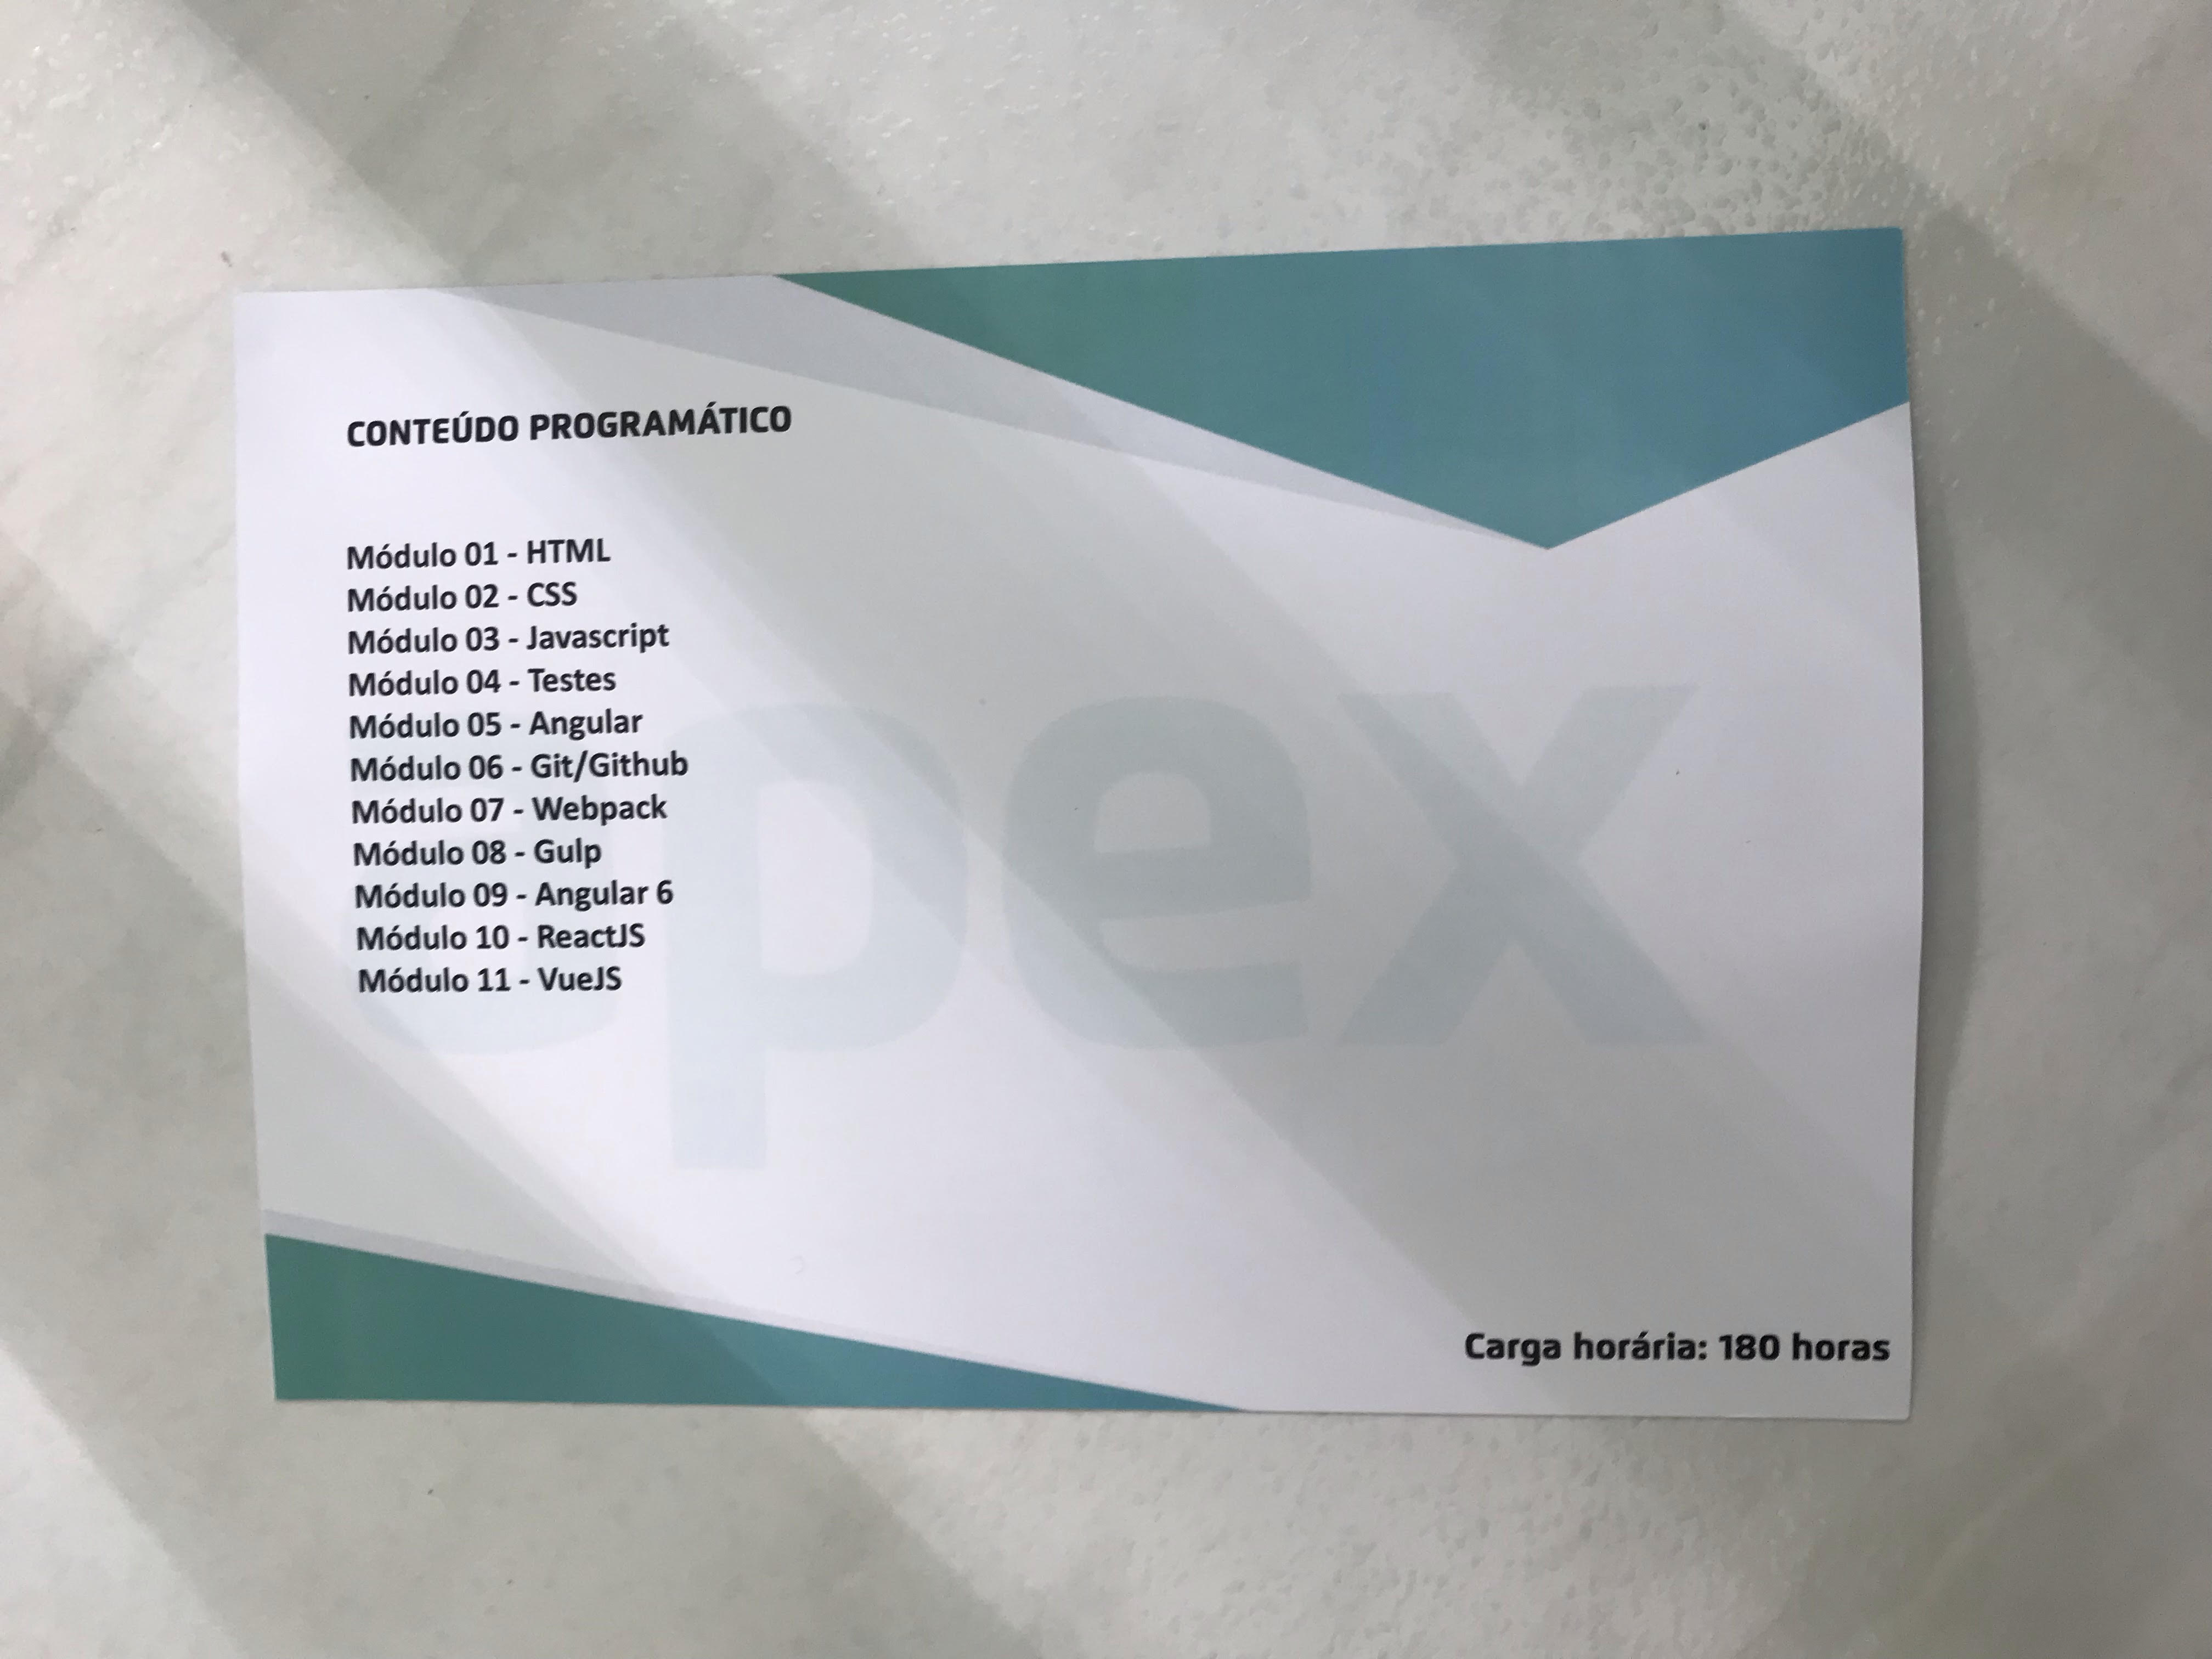 CONTEÚDO PROGRAMÁTICO
Módulo 01 - HTML
Módulo 02 - CSS
Módulo 03 - Javascript
Módulo 04 - Testes
Módulo 05 - Angular
Módulo 06 - Git/Github
Módulo 07 - Webpack
Módulo 08 - Gulp
Módulo 09 - Angular 6
Módulo 10 - ReactJS
Módulo 11 - VueJS
apex
Carga horária: 180 horas